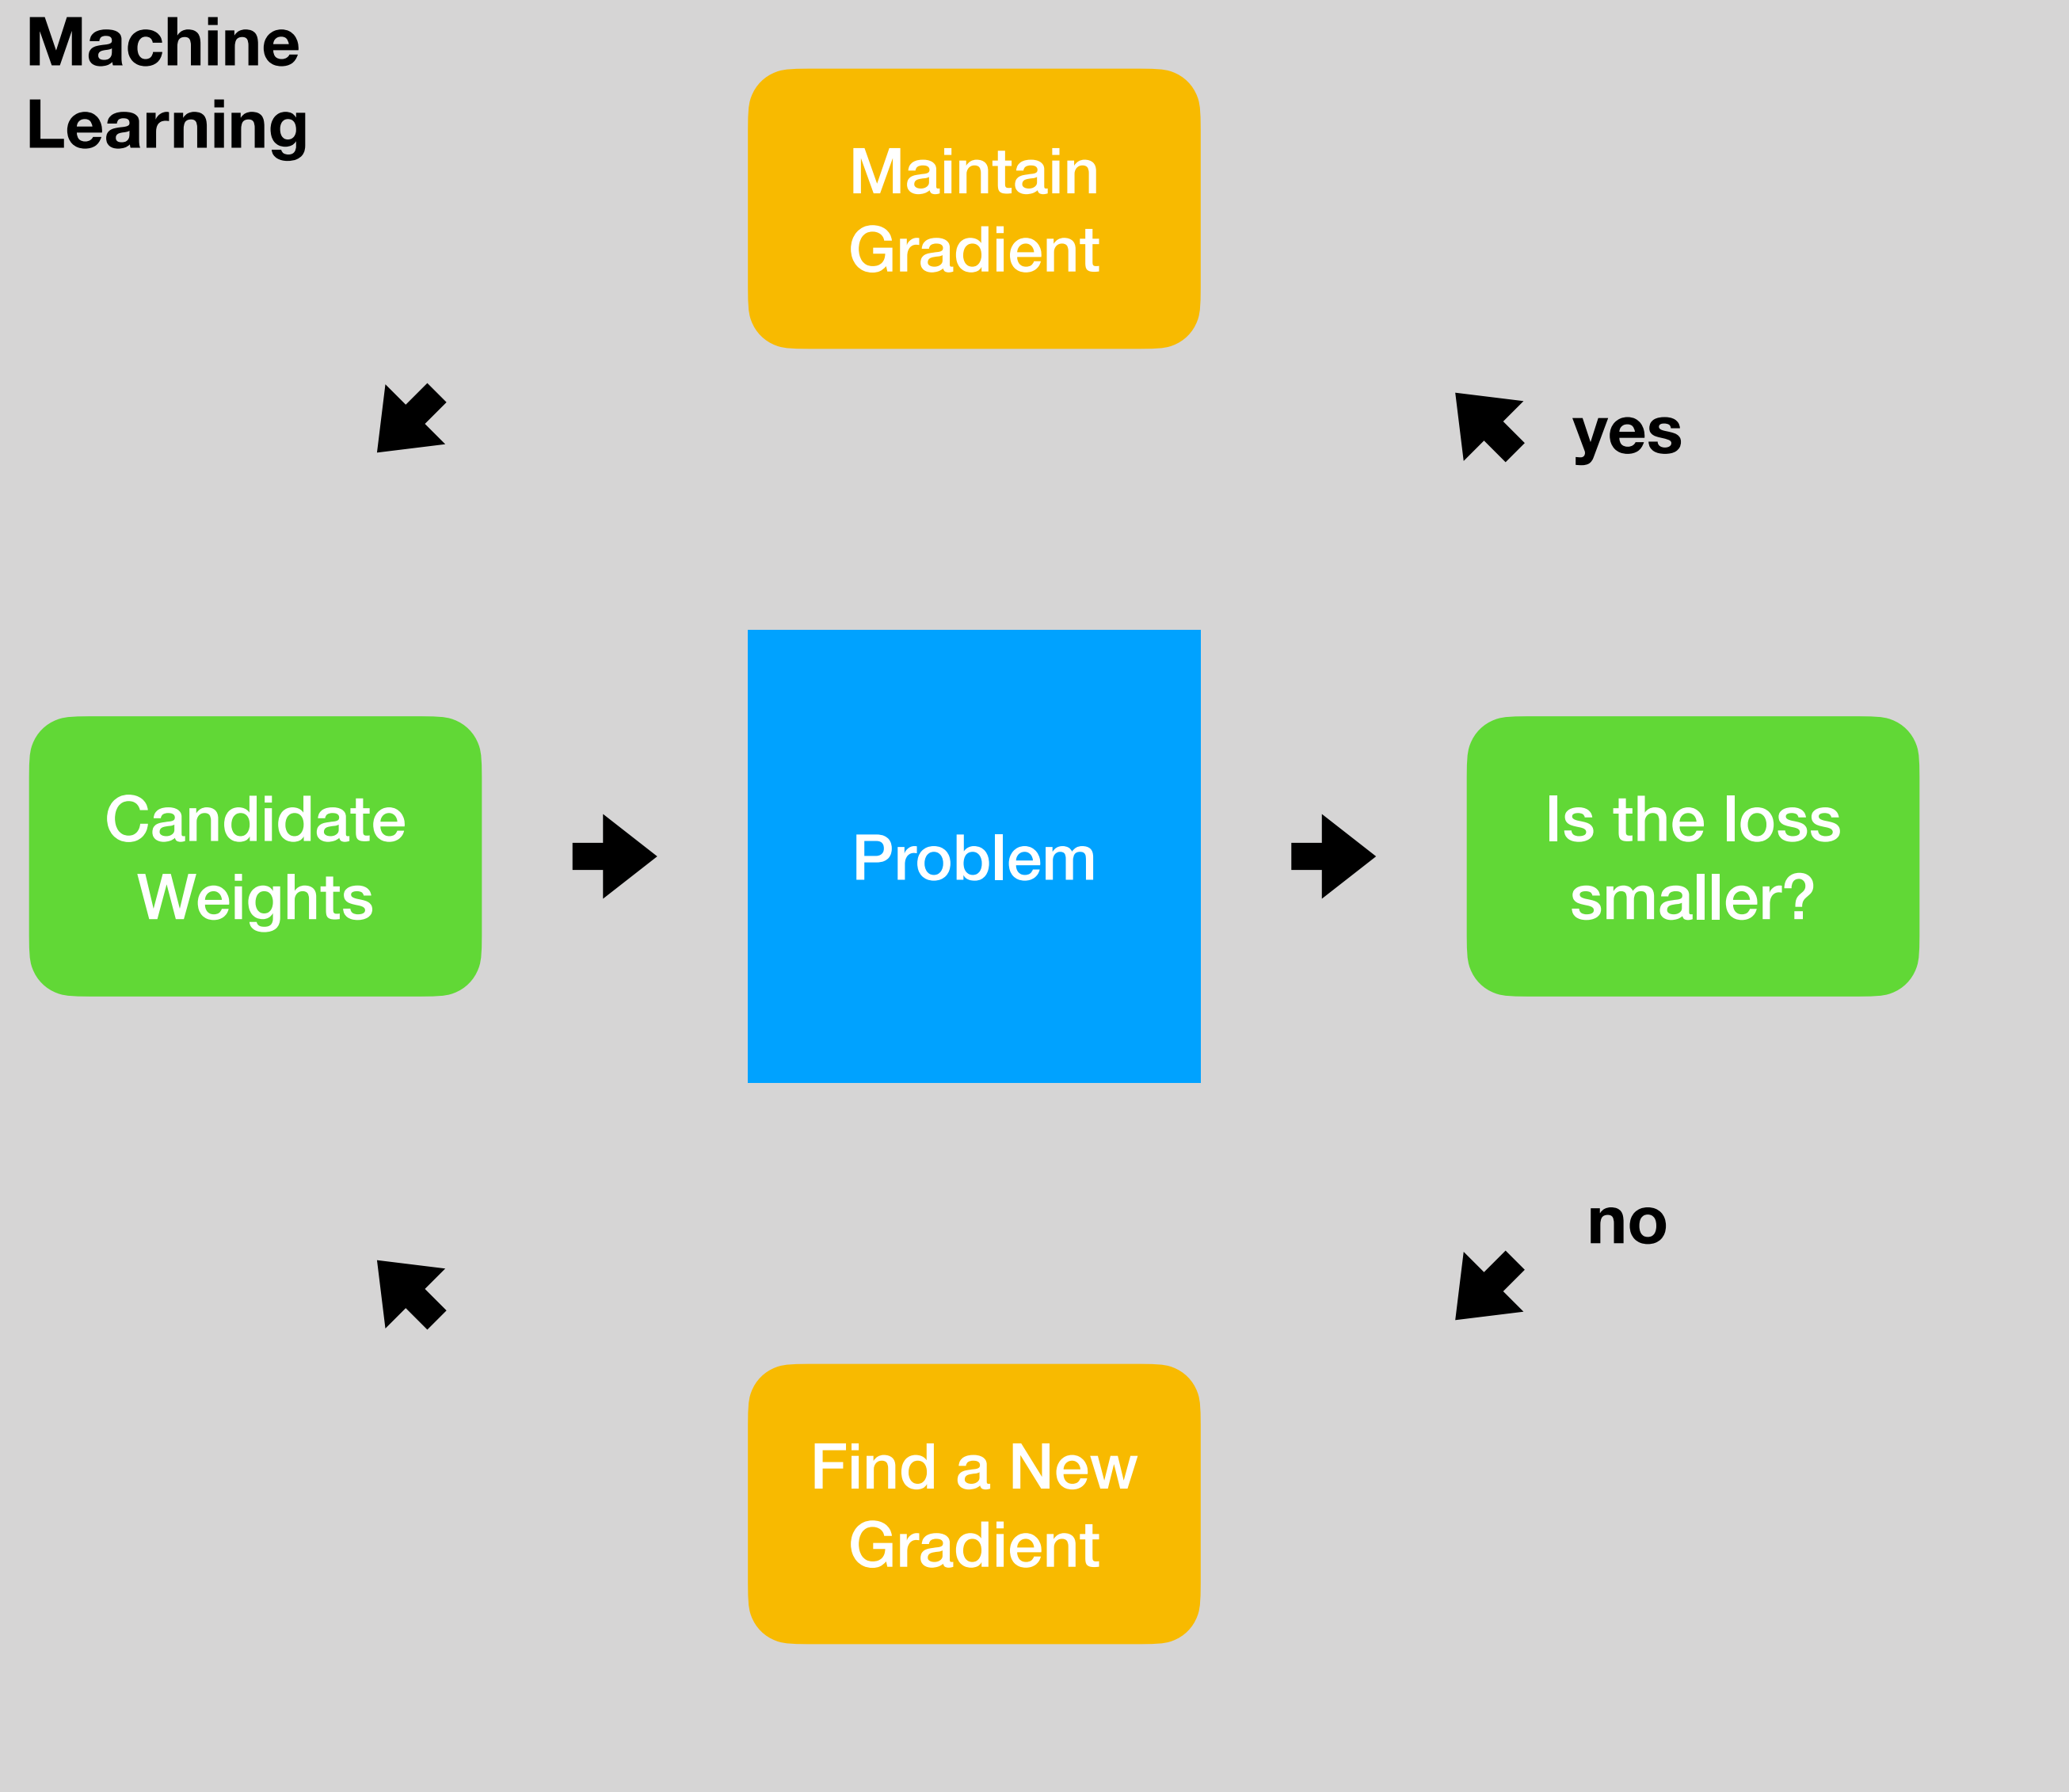 Machine
Learning
Maintain
Gradient
yes
Candidate
Weights
Problem
Is the loss
smaller?
no
Find a New
Gradient